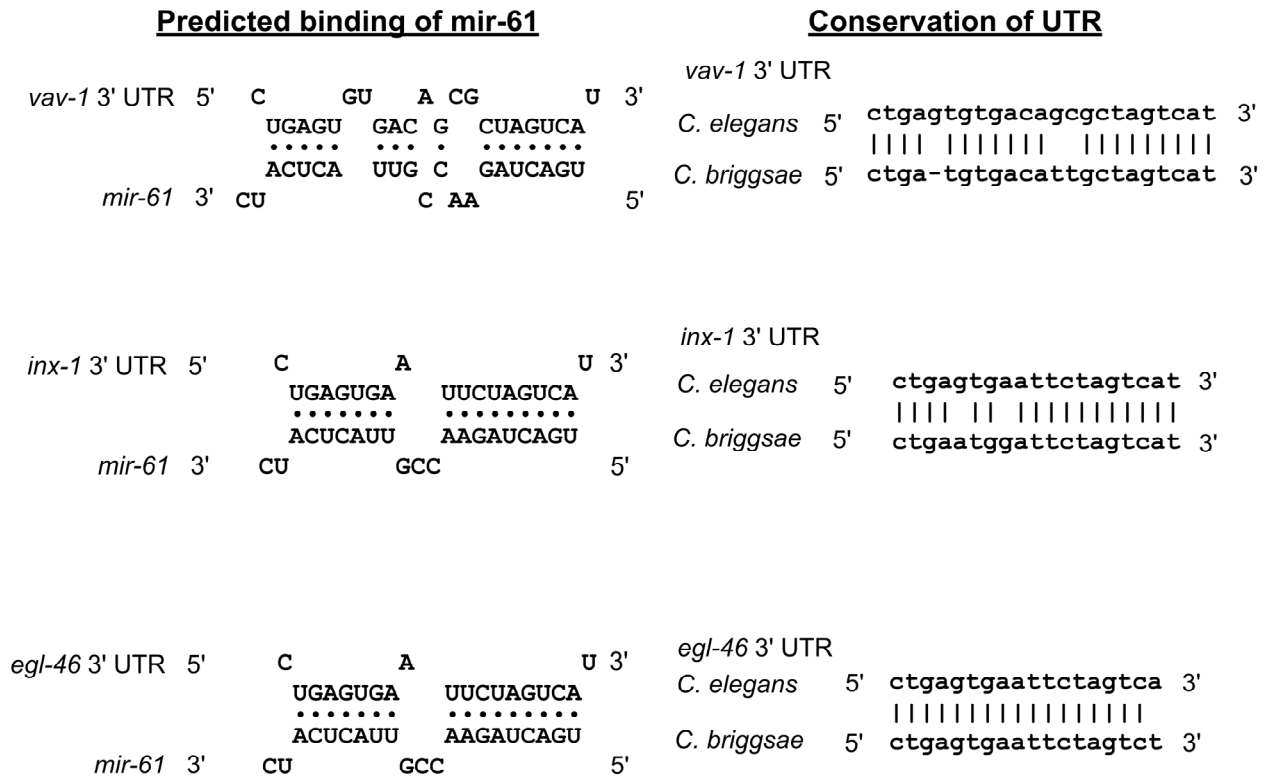 Predicted binding of mir-61
vav-1 3' UTR 5' C GU A CG U 3'
UGAGU GAC G CUAGUCA
••••• ••• • •••••••
ACUCA UUG C GAUCAGU
mir-61 3' CU C AA 5'
inx-1 3' UTR 5' C A U 3'
UGAGUGA UUCUAGUCA
••••••• •••••••••
ACUCAUU AAGAUCAGU
mir-61 3' CU GCC 5'
egl-46 3' UTR 5' C A U 3'
UGAGUGA UUCUAGUCA
••••••• •••••••••
ACUCAUU AAGAUCAGU
mir-61 3' CU GCC 5'
Conservation of UTR
vav-1 3' UTR
C. elegans 5' ctgagtgtgacagcgctagtcat 3'
|||| ||||||| |||||||||
C. briggsae 5' ctga-tgtgacattgctagtcat 3'
inx-1 3' UTR
C. elegans 5' ctgagtgaattctagtcat 3'
|||| || |||||||||||
C. briggsae 5' ctgaatggattctagtcat 3'
egl-46 3' UTR
C. elegans 5' ctgagtgaattctagtca 3'
|||||||||||||||||
C. briggsae 5' ctgagtgaattctagtct 3'